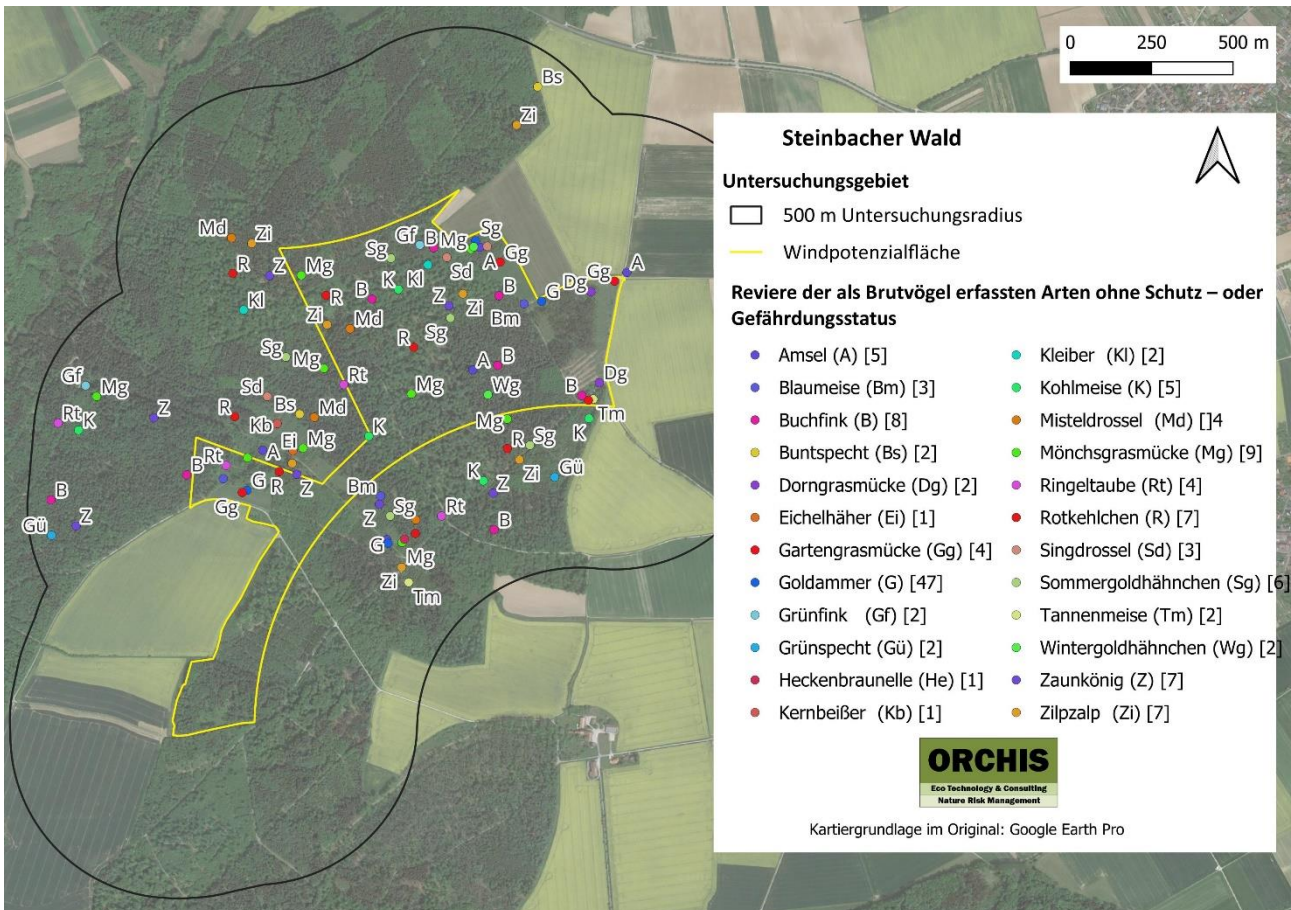 0 250 500 m
Steinbacher Wald
Untersuchungsgebiet
500 m Untersuchungsradius
Windpotenzialfläche
Reviere der als Brutvögel erfassten Arten ohne Schutz – oder
Gefährdungsstatus
Amsel (A) [5]
Blaumeise (Bm) [3]
Buchfink (B) [8]
Buntspecht (Bs) [2]
Dorngrasmücke (Dg) [2]
Eichelhäher (Ei) [1]
Gartengrasmücke (Gg) [4]
Goldammer (G) [47]
Grünfink (Gf) [2]
Grünspecht (Gü) [2]
Heckenbraunelle (He) [1]
Kernbeißer (Kb) [1]
Kleiber (Kl) [2]
Kohlmeise (K) [5]
Misteldrossel (Md) []4
Mönchsgrasmücke (Mg) [9]
Ringeltaube (Rt) [4]
Rotkehlchen (R) [7]
Singdrossel (Sd) [3]
Sommergoldhähnchen (Sg) [6]
Tannenmeise (Tm) [2]
Wintergoldhähnchen (Wg) [2]
Zaunkönig (Z) [7]
Zilpzalp (Zi) [7]
ORCHIS
Eco Technology & Consulting
Nature Risk Management
Kartiergrundlage im Original: Google Earth Pro
Bs
Zi
Md Zi
Gf B Mg Sg
Sg
Gg
A
R Z Mg
K Kl Sd
Dg Gg A
Kl
R B
Z Zi
B
Bm
G
Zi Md
Sg
R
Sg Mg
Rt
A B
Gf Mg
Mg
Wg
Dg
B
Tm
Sd
Bs Md
Rt K
Z
R
Kb
K
Mg
K
A Ei Mg
R Sg
Zi
Rt
B
G
R Z
Gg
K Z
Gü
B
Bm
Z
Sg
Rt
B
Gü Z
G
Mg
Zi
Tm